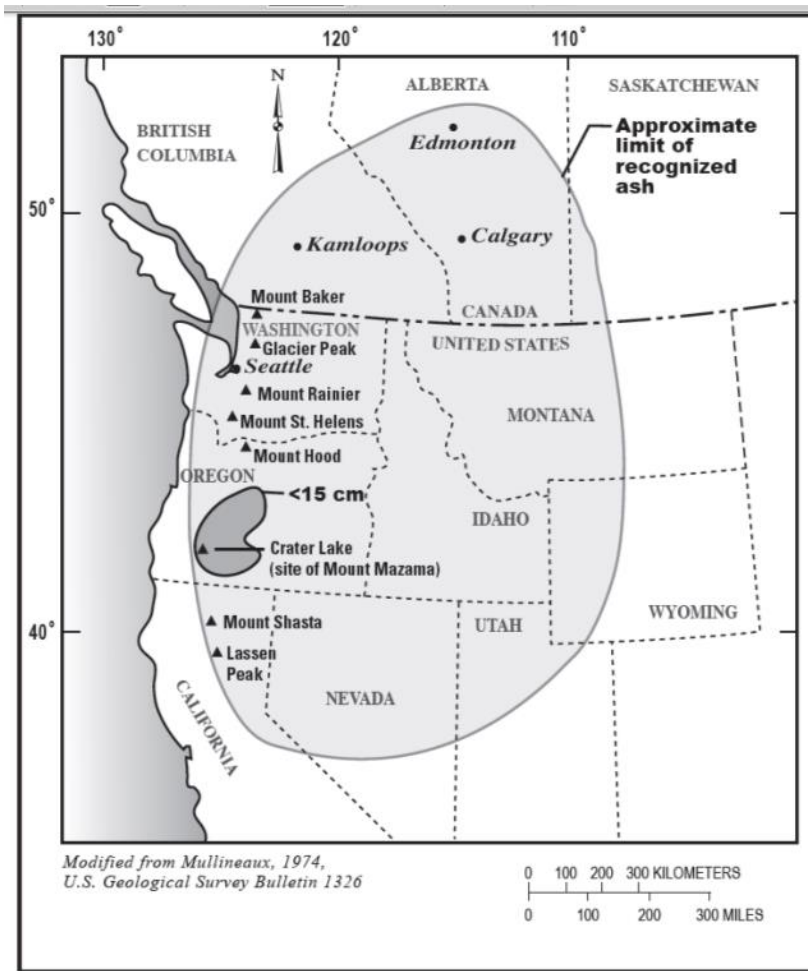 130°
120°
110°
N
ALBERTA
SASKATCHEWAN
BRITISH
COLUMBIA
Edmonton
Approximate
limit of
recognized
ash
50°
Kamloops
Calgary
Mount Baker
CANADA
WASHINGTON
UNITED STATES
Glacier Peak
Seattle
Mount Rainier
MONTANA
Mount St. Helens
Mount Hood
OREGON
<15 cm
IDAHO
Crater Lake
(site of Mount Mazama)
WYOMING
40°
Mount Shasta
UTAH
Lassen
Peak
NEVADA
CALIFORNIA
Modified from Mullineaux, 1974,
U.S. Geological Survey Bulletin 1326
0 100 200 300 KILOMETERS
0 100 200 300 MILES